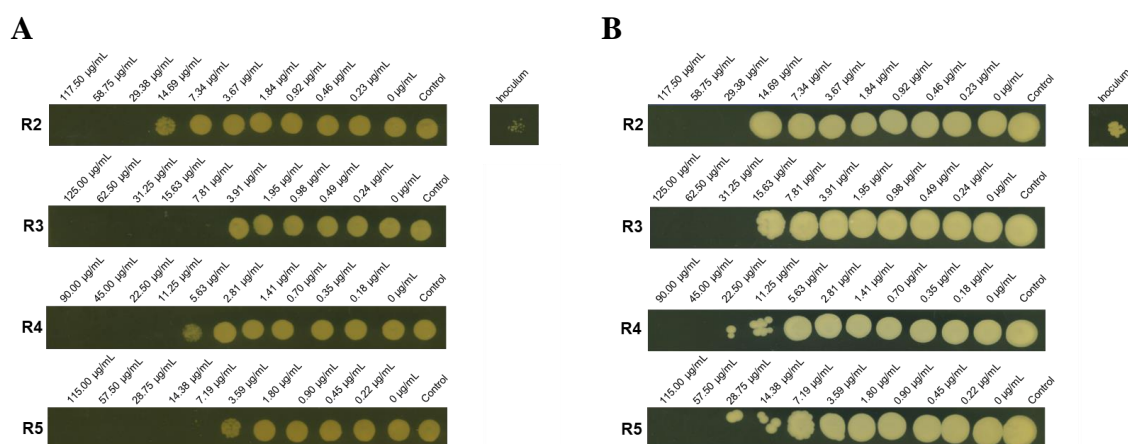 A
B
117.50 µg/mL 58.75 µg/mL 29.38 µg/mL 14.69 µg/mL 7.34 µg/mL 3.67 µg/mL 1.84 µg/mL 0.92 µg/mL 0.46 µg/mL 0.23 µg/mL 0 µg/mL Control
Inoculum
R2
125.00 µg/mL 62.50 µg/mL 31.25 µg/mL 15.63 µg/mL 7.81 µg/mL 3.91 µg/mL 1.95 µg/mL 0.98 µg/mL 0.49 µg/mL 0.24 µg/mL 0 µg/mL Control
R3
90.00 µg/mL 45.00 µg/mL 22.50 µg/mL 11.25 µg/mL 5.63 µg/mL 2.81 µg/mL 1.41 µg/mL 0.70 µg/mL 0.35 µg/mL 0.18 µg/mL 0 µg/mL Control
R4
115.00 µg/mL 57.50 µg/mL 28.75 µg/mL 14.38 µg/mL 7.19 µg/mL 3.59 µg/mL 1.80 µg/mL 0.90 µg/mL 0.45 µg/mL 0.22 µg/mL 0 µg/mL Control
R5
117.50 µg/mL 58.75 µg/mL 29.38 µg/mL 14.69 µg/mL 7.34 µg/mL 3.67 µg/mL 1.84 µg/mL 0.92 µg/mL 0.46 µg/mL 0.23 µg/mL 0 µg/mL Control
Inoculum
R2
125.00 µg/mL 62.50 µg/mL 31.25 µg/mL 15.63 µg/mL 7.81 µg/mL 3.91 µg/mL 1.95 µg/mL 0.98 µg/mL 0.49 µg/mL 0.24 µg/mL 0 µg/mL Control
R3
90.00 µg/mL 45.00 µg/mL 22.50 µg/mL 11.25 µg/mL 5.63 µg/mL 2.81 µg/mL 1.41 µg/mL 0.70 µg/mL 0.35 µg/mL 0.18 µg/mL 0 µg/mL Control
R4
115.00 µg/mL 57.50 µg/mL 28.75 µg/mL 14.38 µg/mL 7.19 µg/mL 3.59 µg/mL 1.80 µg/mL 0.90 µg/mL 0.45 µg/mL 0.22 µg/mL 0 µg/mL Control
R5